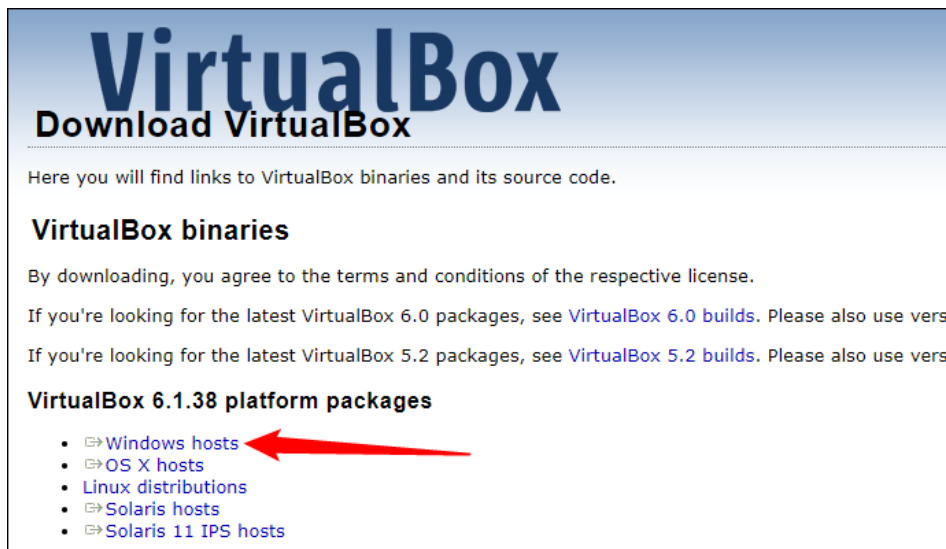 VirtualBox
Download VirtualBox
Here you will find links to VirtualBox binaries and its source code.
VirtualBox binaries
By downloading, you agree to the terms and conditions of the respective license.
If you're looking for the latest VirtualBox 6.0 packages, see VirtualBox 6.0 builds. Please also use vers
If you're looking for the latest VirtualBox 5.2 packages, see VirtualBox 5.2 builds. Please also use vers
VirtualBox 6.1.38 platform packages
Windows hosts
OS X hosts
Linux distributions
Solaris hosts
Solaris 11 IPS hosts